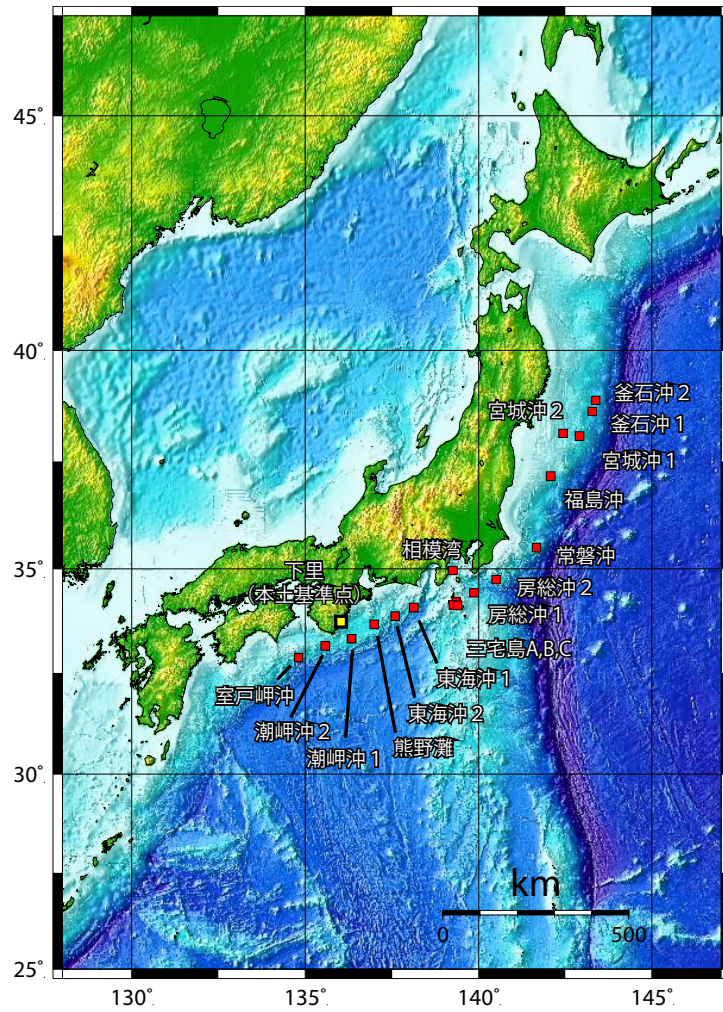 45°
40°
釜石沖2
宮城沖2
釜石沖1
宮城沖1
福島沖
35°
相模湾
常磐沖
下里
(本土基準点)
房総沖2
房総沖1
三宅島A,B,C
東海沖1
室戸岬沖
東海沖2
潮岬沖2
熊野灘
潮岬沖1
30°
km
0 500
25°
130° 135° 140° 145°